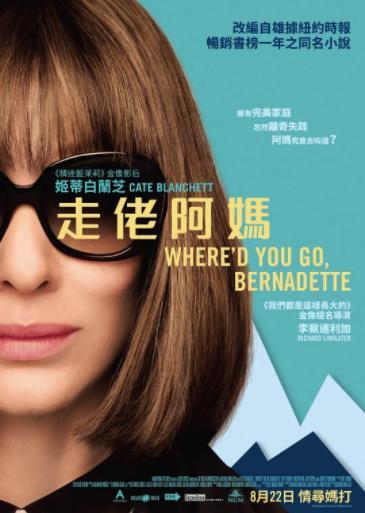 改編自雄據紐約時報
暢銷書榜一年之同名小說
擁有完美家庭
忽然離奇失踪
阿媽究竟去咗邊？
《情迷藍茉莉》金像影后
姬蒂白蘭芝 CATE BLANCHETT
走佬阿媽
WHERE'D YOU GO,
BERNADETTE
《我們都是這樣長大的》
金像提名導演
李察連利加
RICHARD LINKLATER
MGM
8月22日 情尋媽打